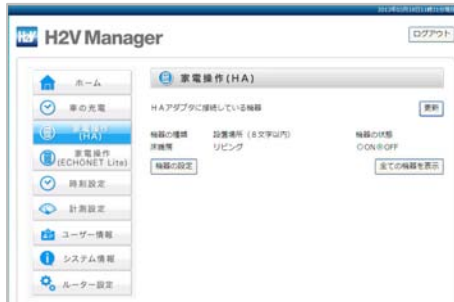 H2V Manager
ログアウト
ホーム
車の充電
家電操作
(HA)
家電操作
(ECHONET Lite)
時刻設定
計測設定
ユーザー情報
システム情報
ルーター設定
家電操作(HA)
HAアダプタに接続している機器
更新
機器の種類 設置場所（8文字以内） 機器の状態
床暖房 リビング ○ON◉OFF
機器の設定
全ての機器を表示